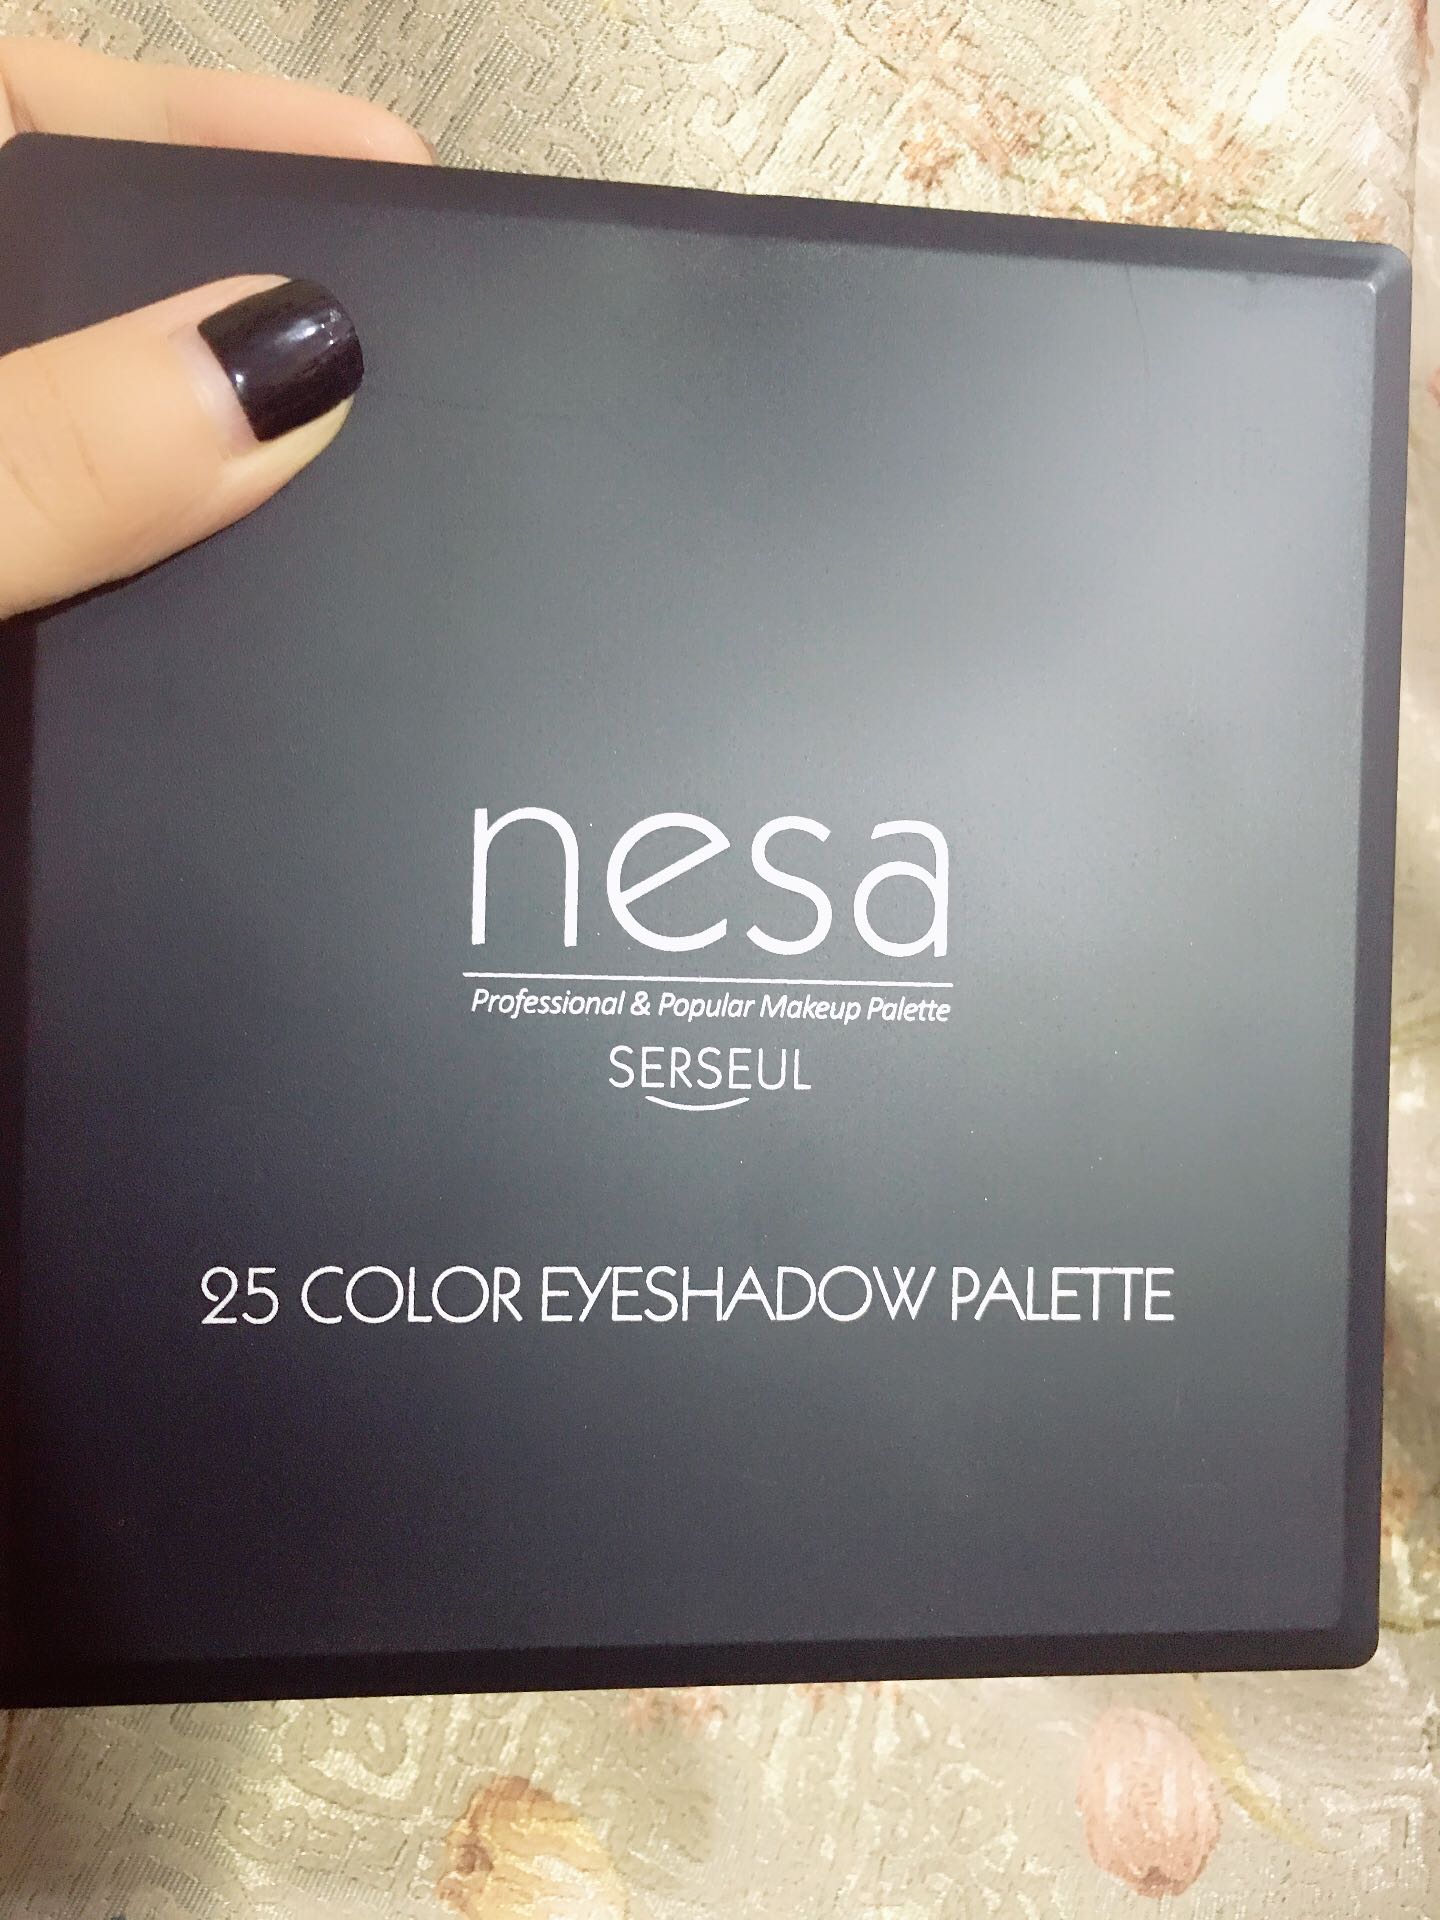 nesa
Professional & Popular Makeup Palette
SERSEUL
25 COLOR EYESHADOW PALETTE